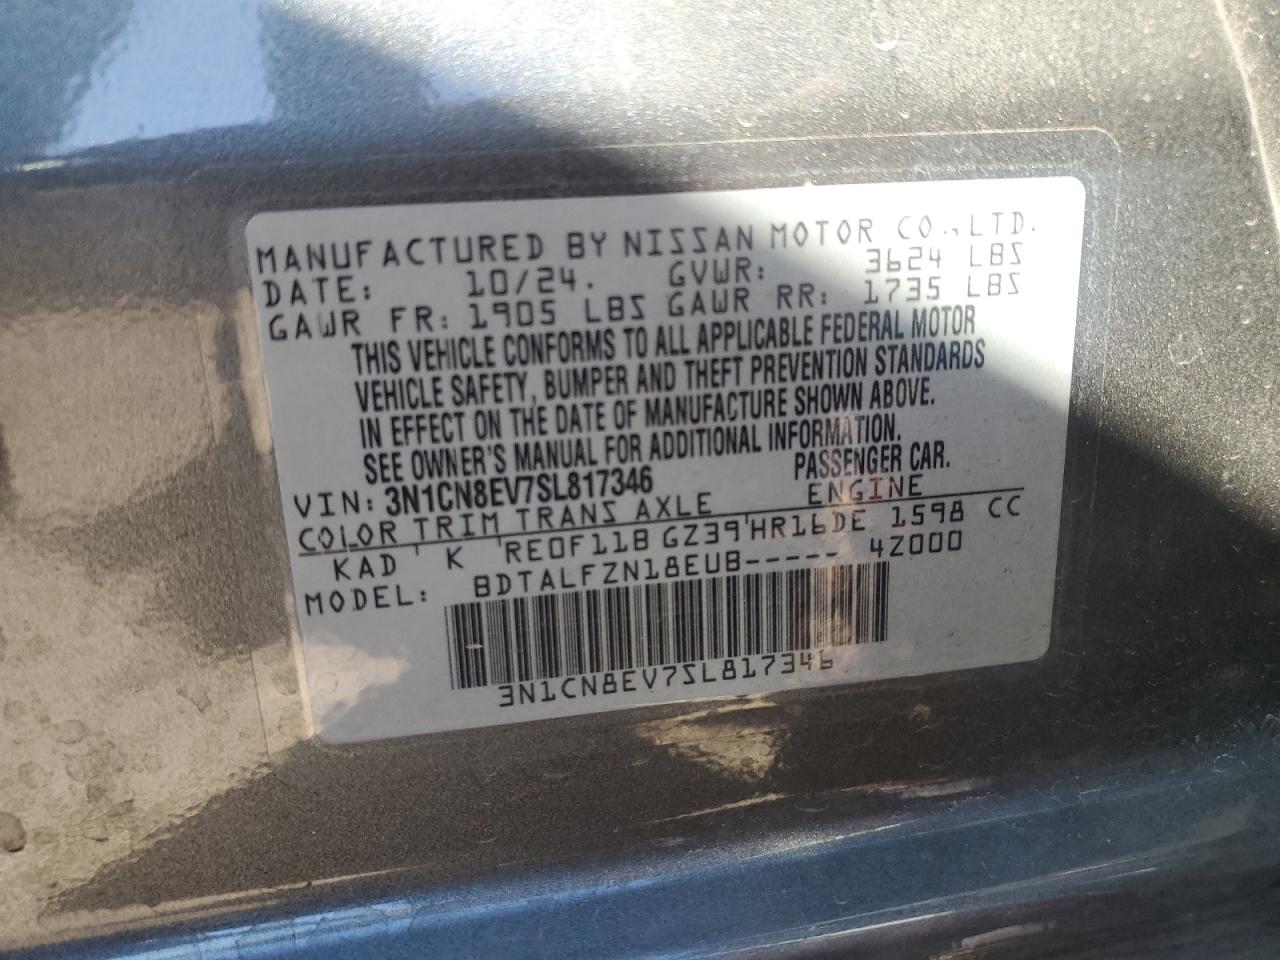 MANUFACTURED BY NISSAN MOTOR CO., LTD.
DATE: 10/24. GVWR: 3624 LBS
GAWR FR: 1905 LBS GAWR RR: 1735 LBS
THIS VEHICLE CONFORMS TO ALL APPLICABLE FEDERAL MOTOR
VEHICLE SAFETY, BUMPER AND THEFT PREVENTION STANDARDS
IN EFFECT ON THE DATE OF MANUFACTURE SHOWN ABOVE.
SEE OWNER'S MANUAL FOR ADDITIONAL INFORMATION.
VIN: 3N1CN8EV7SL817346 PASSENGER CAR.
COLOR TRIM TRANS AXLE ENGINE
KAD K RE0F11B GZ39 HR16DE 1598 CC
MODEL: BDTALFZN18EUB----- 4Z000
3N1CN8EV7SL817346